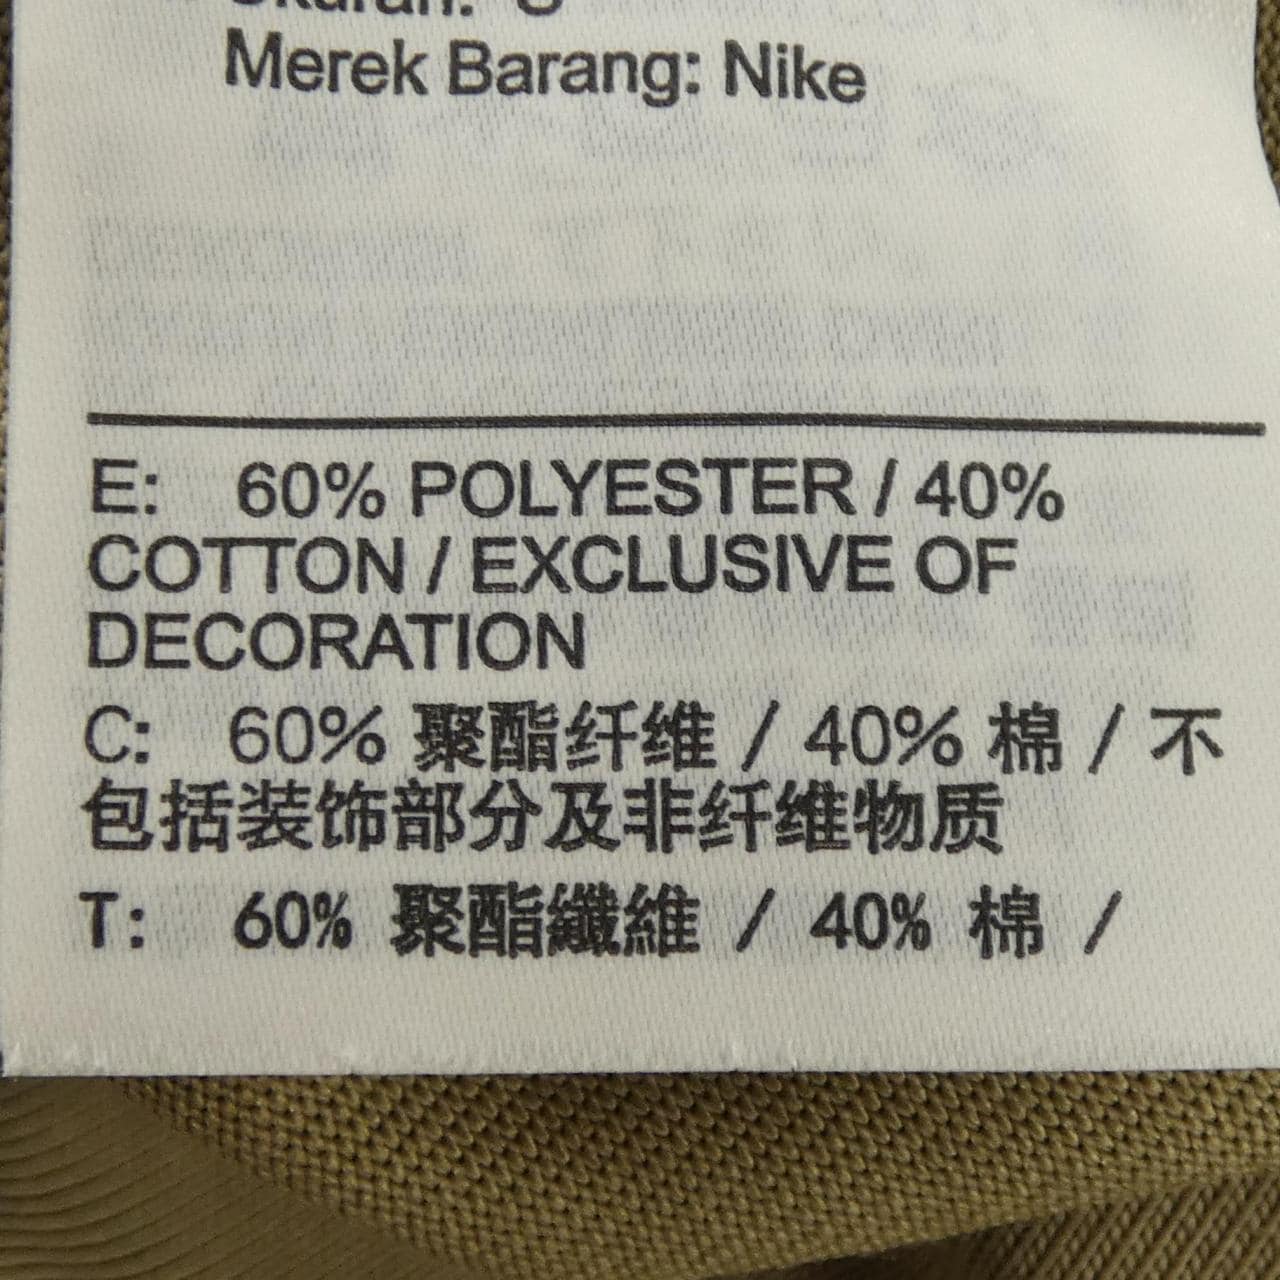 Ukuran: S
Merek Barang: Nike
E: 60% POLYESTER / 40%
COTTON / EXCLUSIVE OF
DECORATION
C: 60% 聚酯纤维 / 40% 棉 / 不
包括装饰部分及非纤维物质
T: 60% 聚酯纖維 / 40% 棉 /